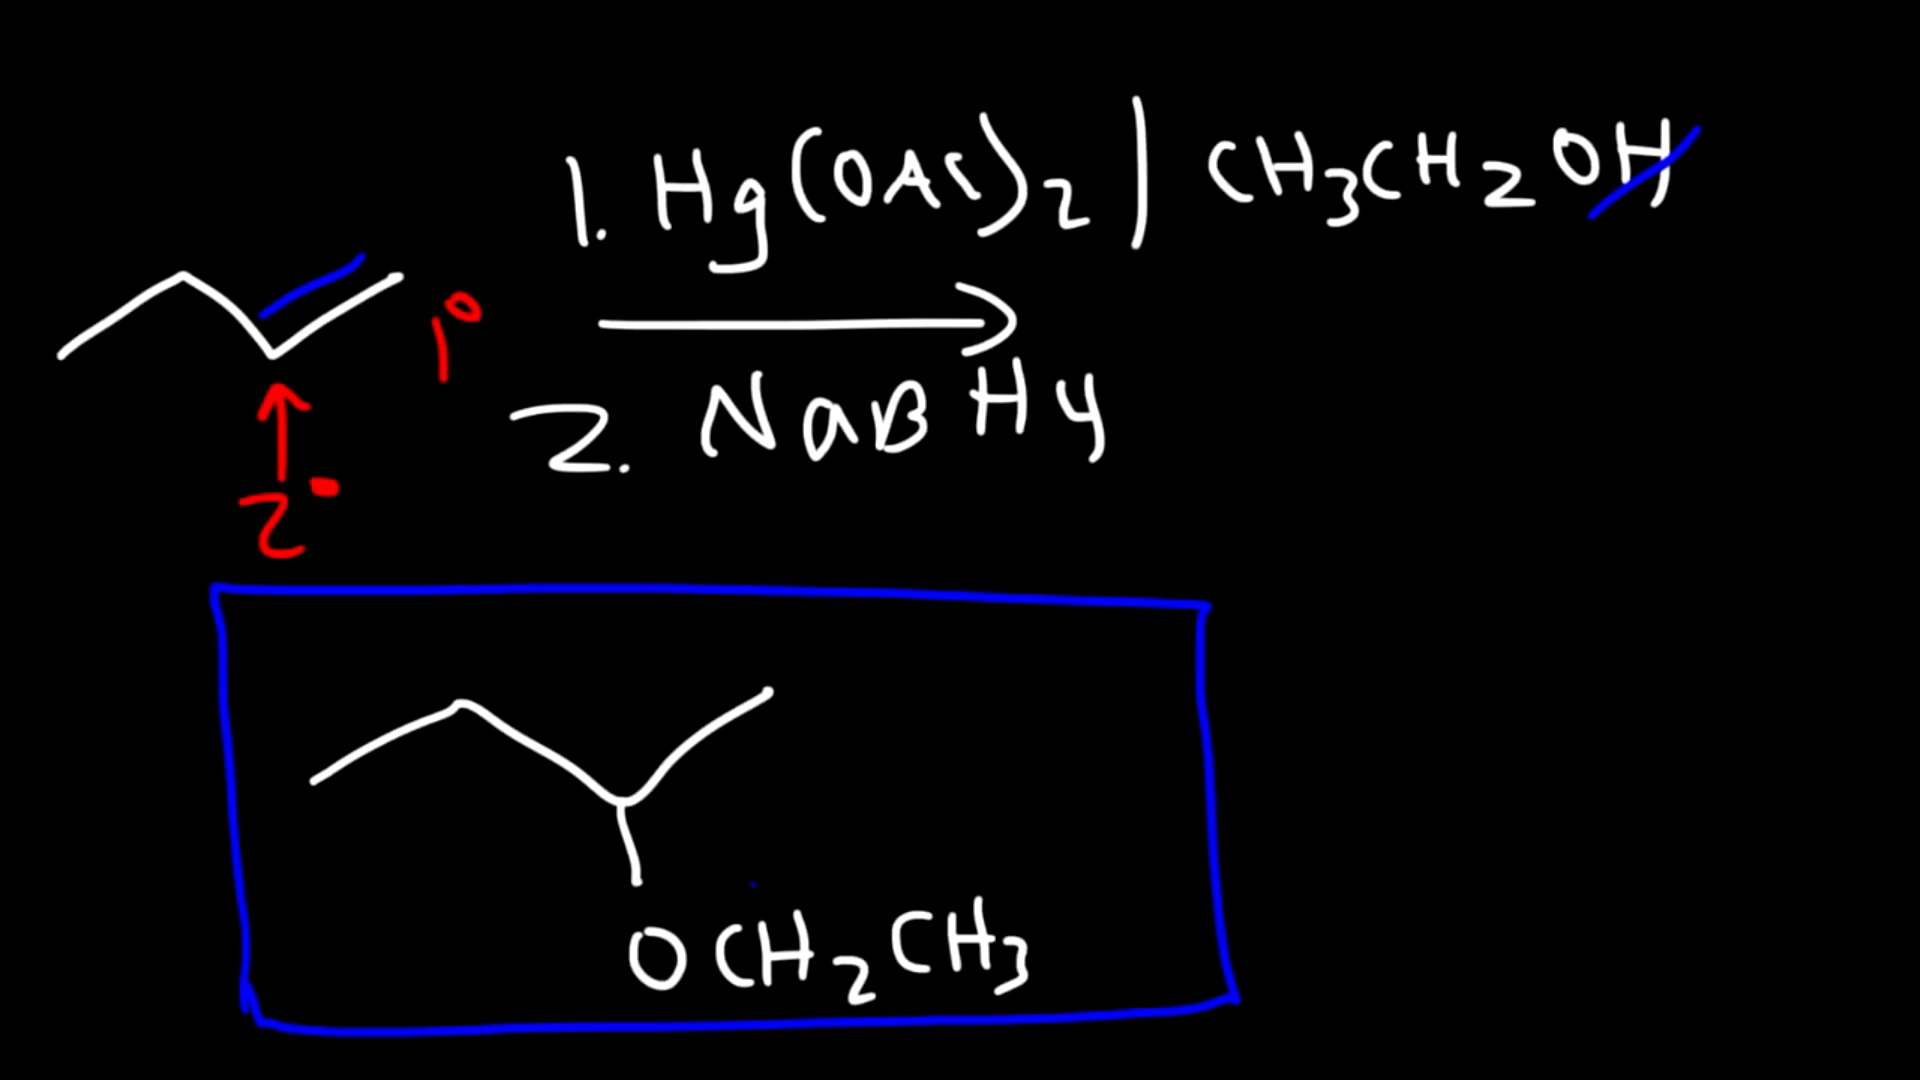 1. Hg(OAc)2 | CH3CH2OH
1°
2. NaBH4
2°
OCH2CH3